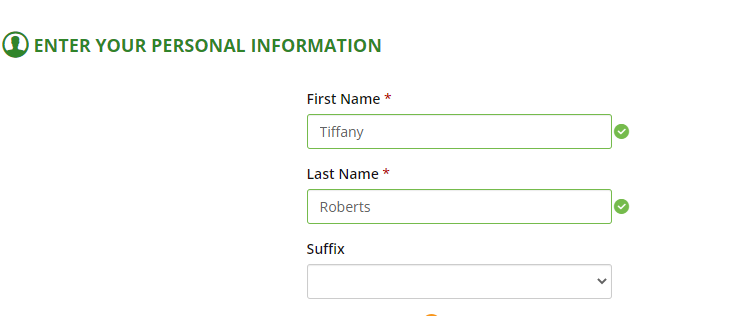 ENTER YOUR PERSONAL INFORMATION
First Name *
Tiffany
Last Name *
Roberts
Suffix